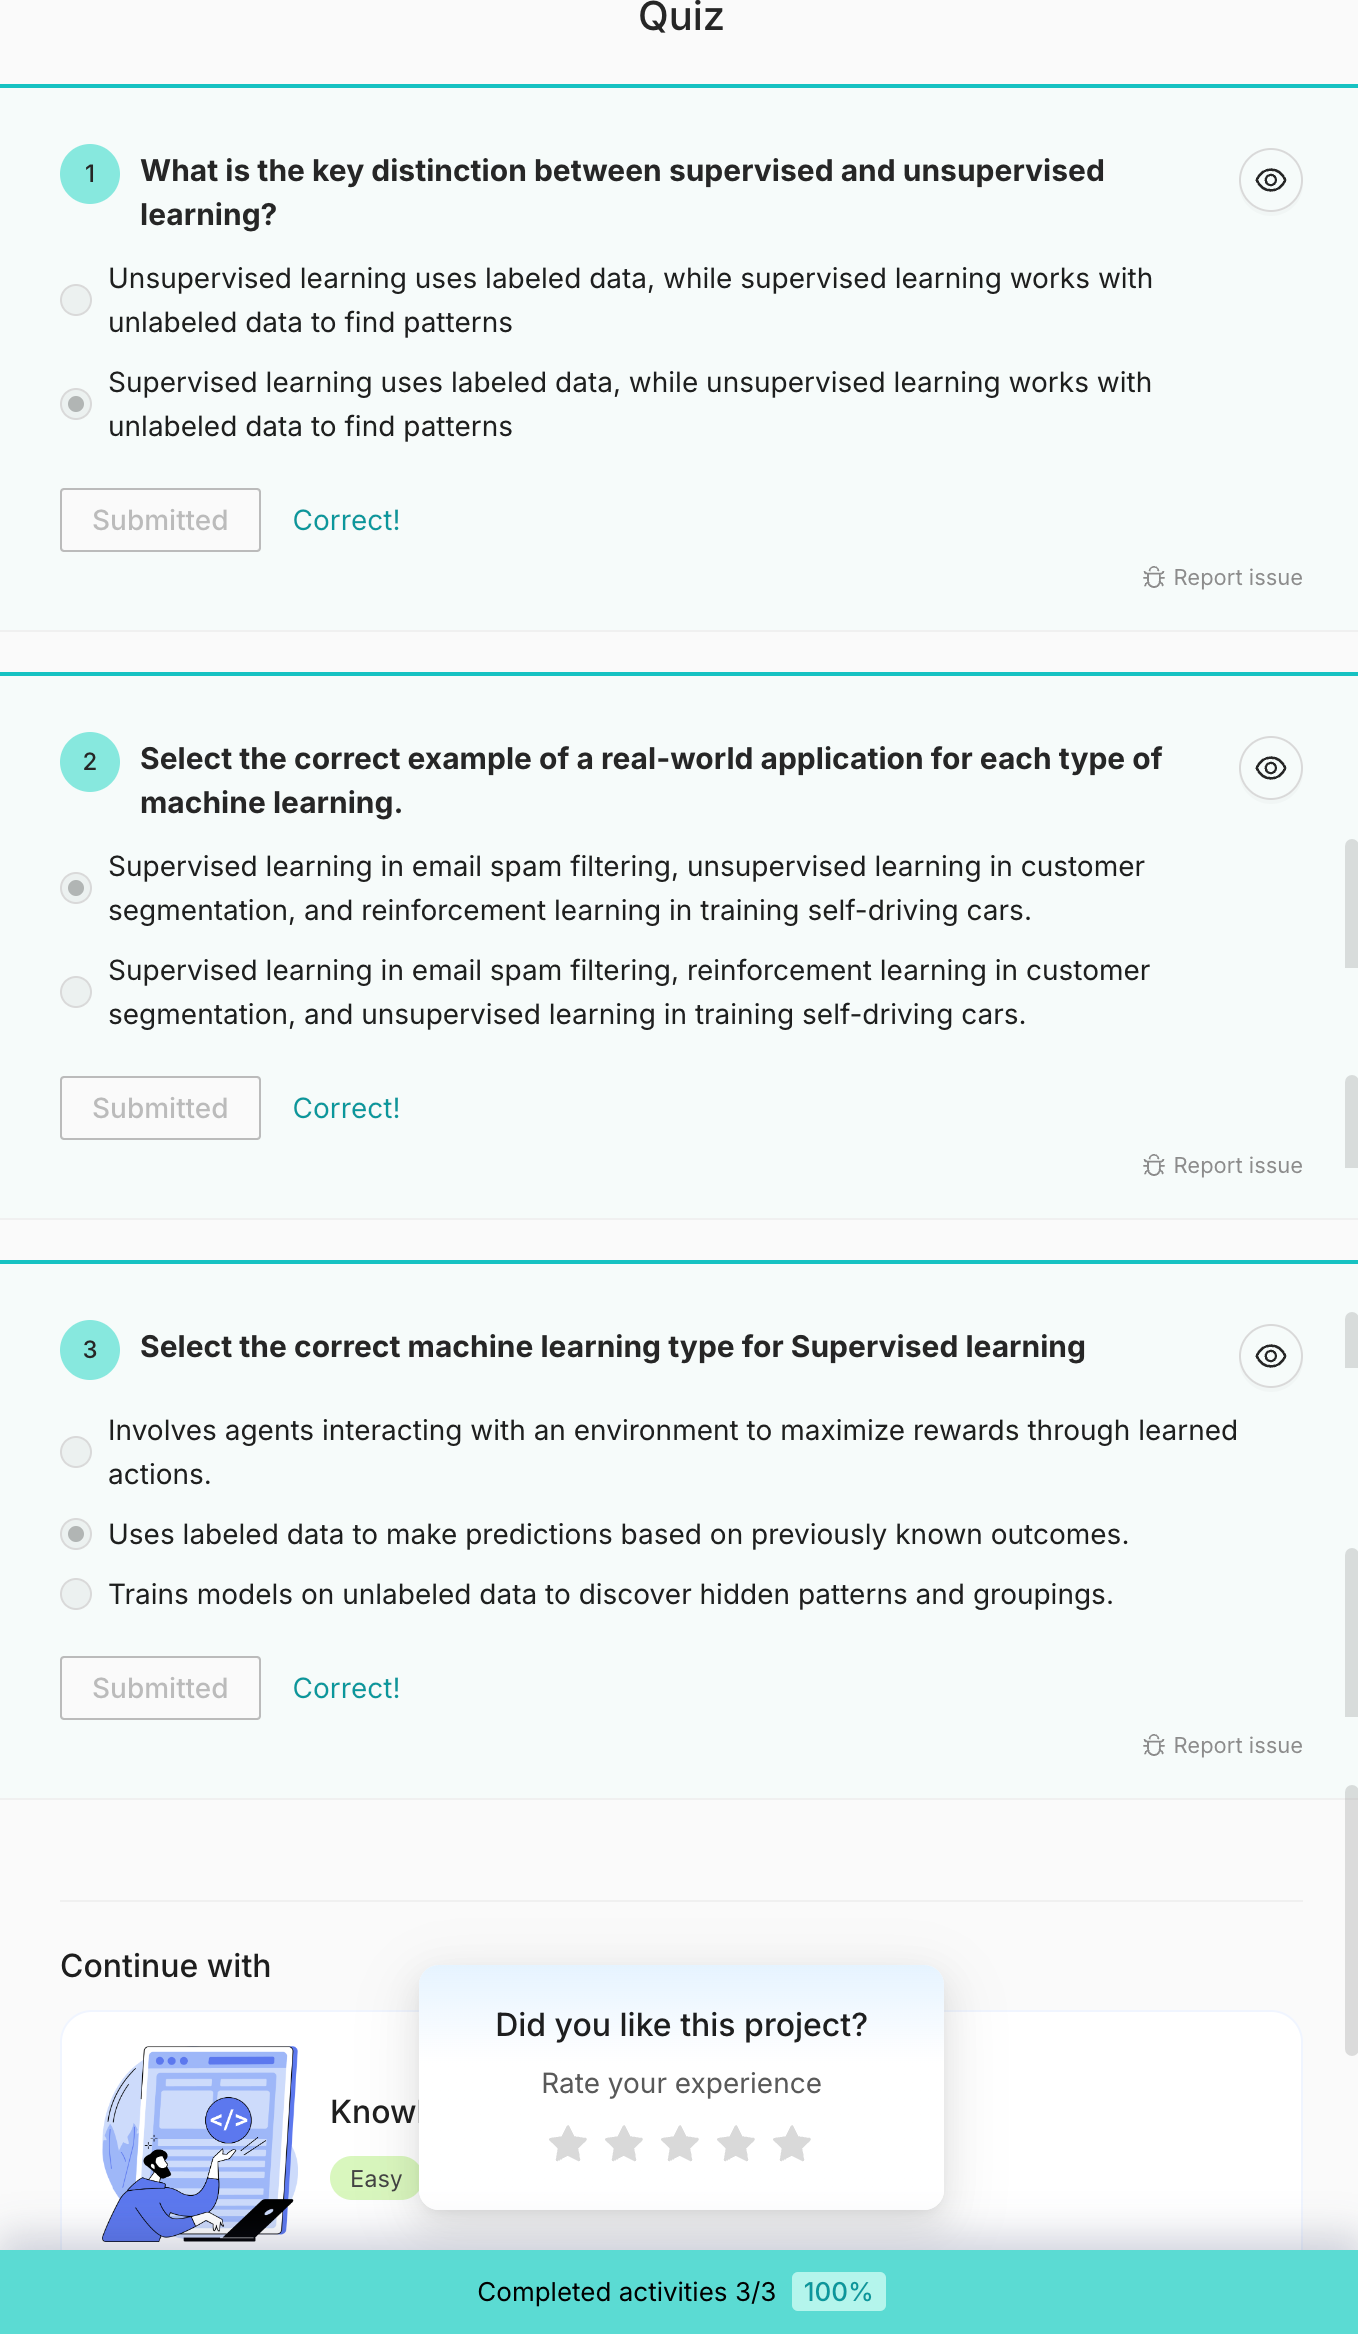 Quiz
1
What is the key distinction between supervised and unsupervised
learning?
Unsupervised learning uses labeled data, while supervised learning works with
unlabeled data to find patterns
Supervised learning uses labeled data, while unsupervised learning works with
unlabeled data to find patterns
Submitted
Correct!
Report issue
2
Select the correct example of a real-world application for each type of
machine learning.
Supervised learning in email spam filtering, unsupervised learning in customer
segmentation, and reinforcement learning in training self-driving cars.
Supervised learning in email spam filtering, reinforcement learning in customer
segmentation, and unsupervised learning in training self-driving cars.
Submitted
Correct!
Report issue
3
Select the correct machine learning type for Supervised learning
Involves agents interacting with an environment to maximize rewards through learned
actions.
Uses labeled data to make predictions based on previously known outcomes.
Trains models on unlabeled data to discover hidden patterns and groupings.
Submitted
Correct!
Report issue
Continue with
</>
Know
Easy
Did you like this project?
Rate your experience
Completed activities 3/3 100%